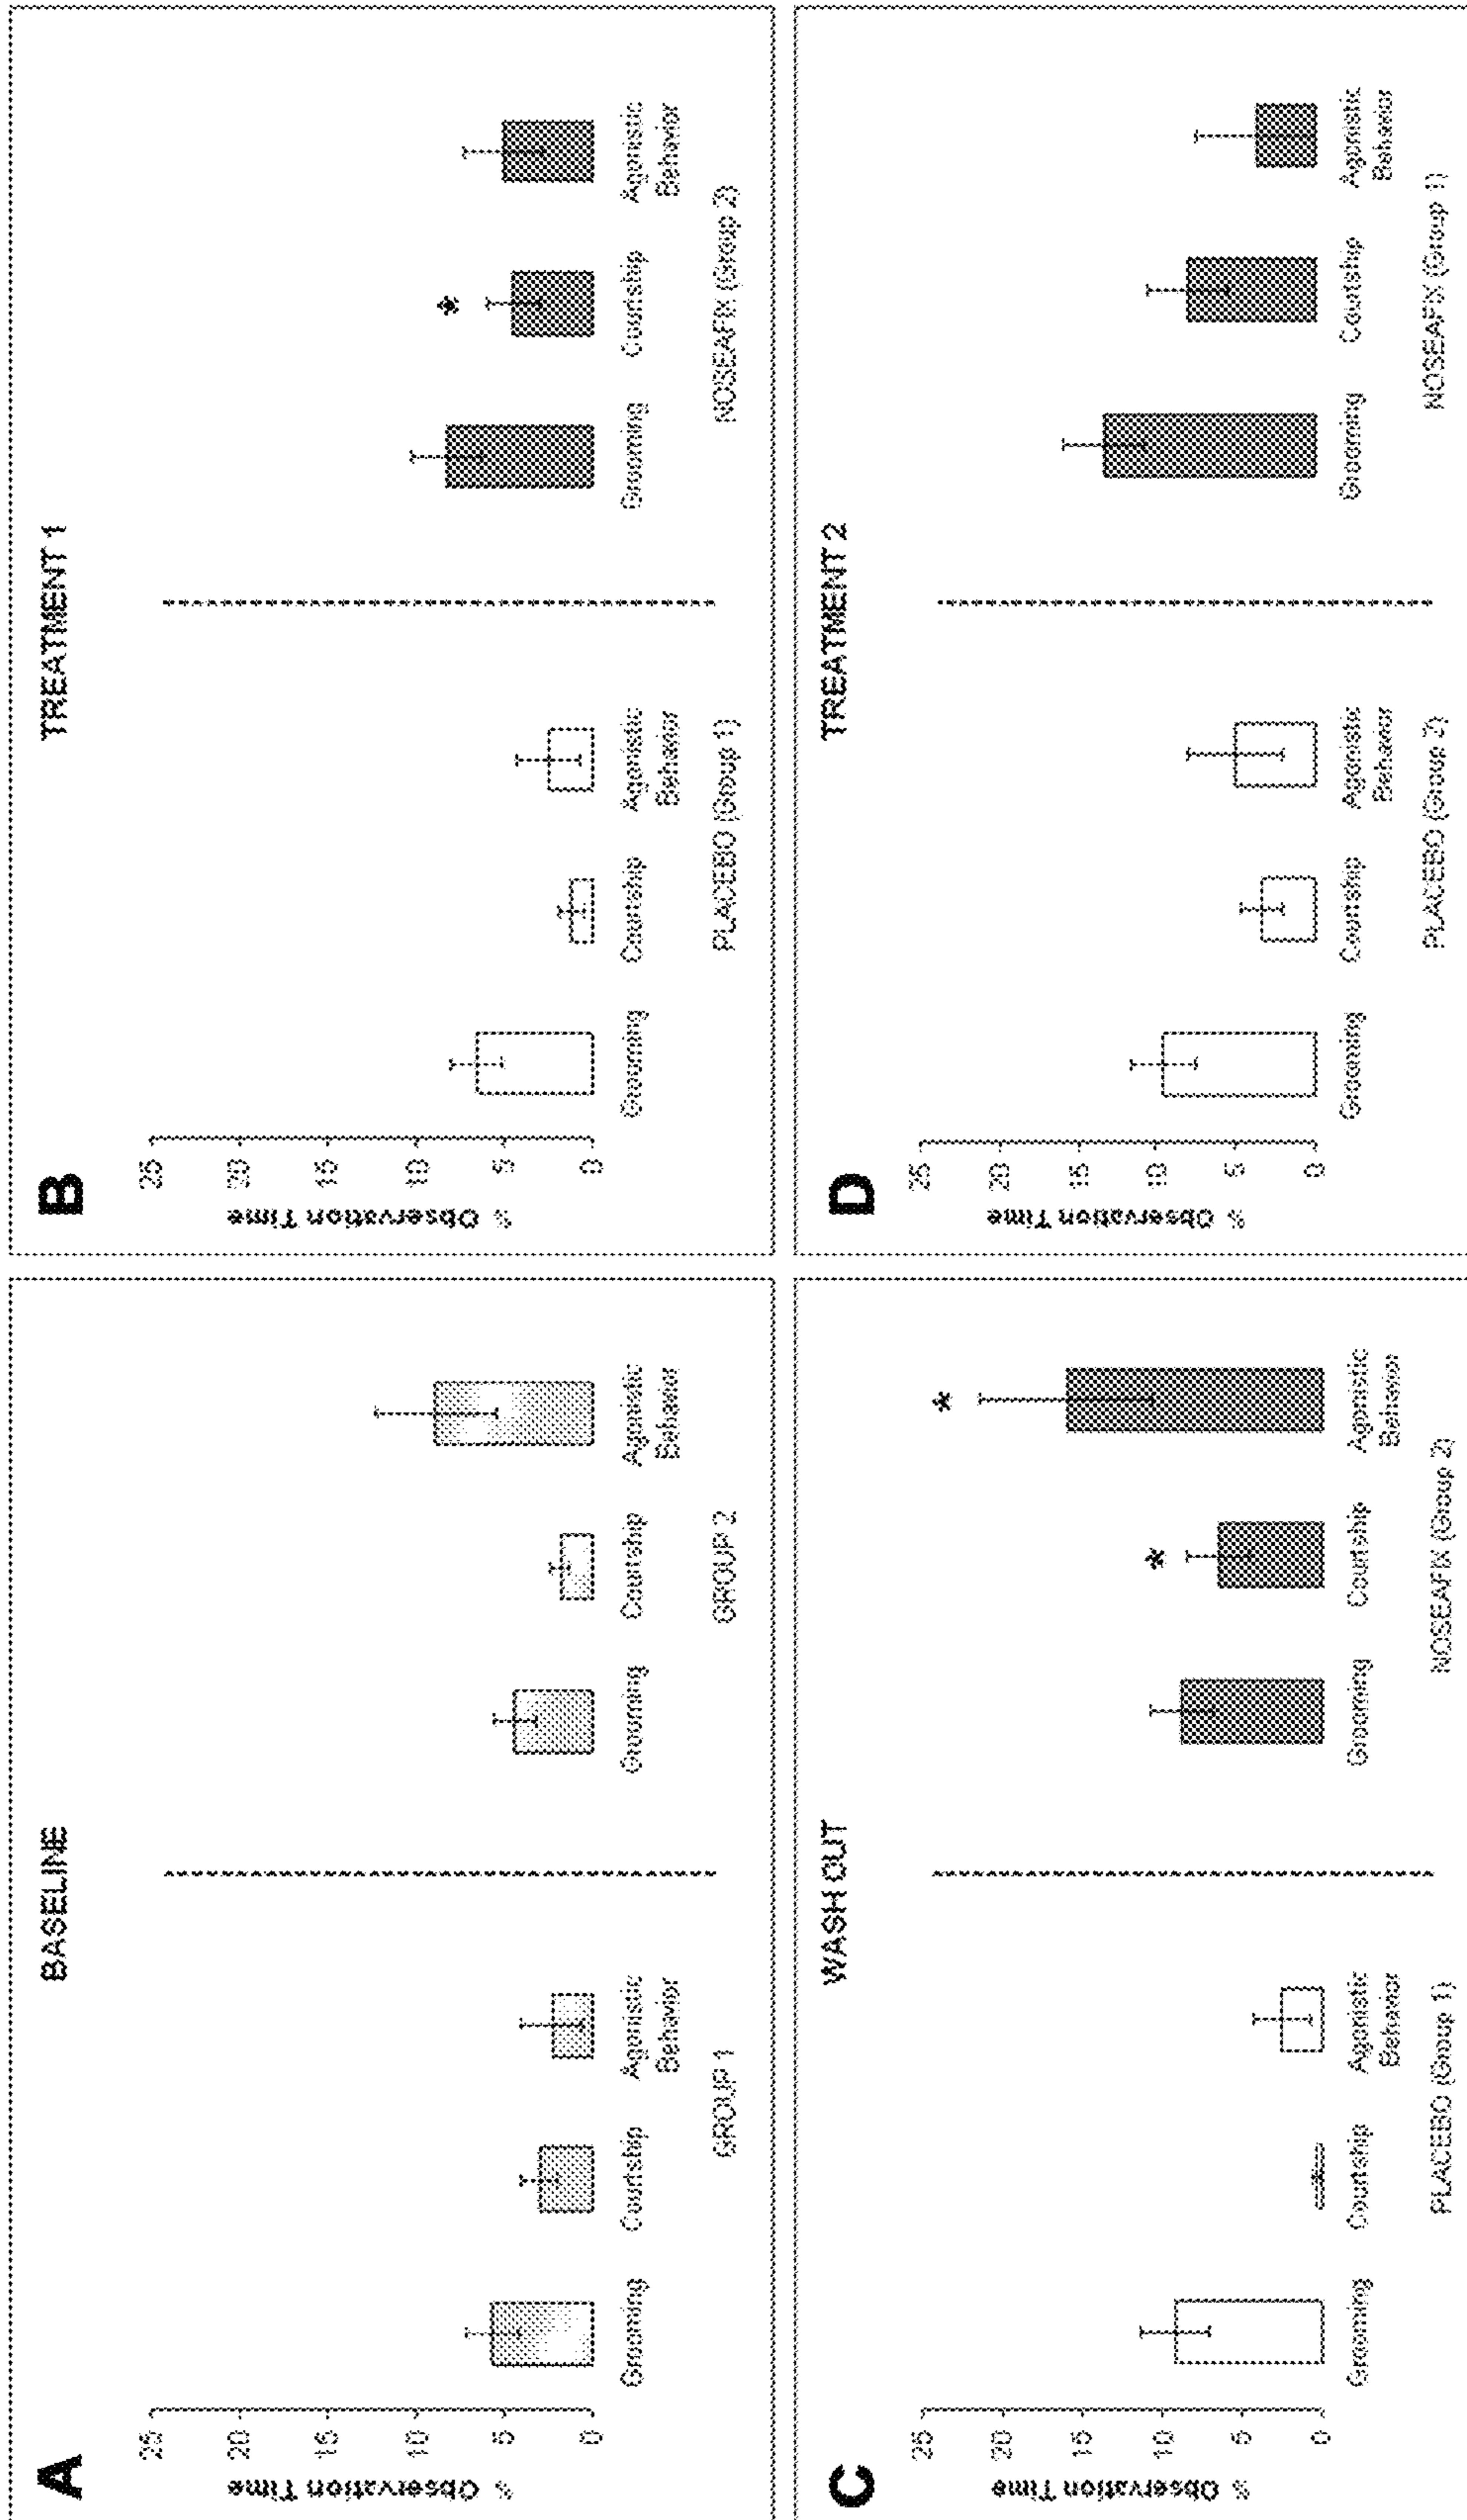 A
BASELINE
% Observation Time
25
20
15
10
5
0
Grooming
Courtship
Agonistic
Behavior
Grooming
Courtship
Agonistic
Behavior
GROUP 1
GROUP 2
B
TREATMENT 1
% Observation Time
25
20
15
10
5
0
Grooming
Courtship
Agonistic
Behavior
Grooming
*
Courtship
Agonistic
Behavior
PLACEBO (Group 1)
NOSEAFIX (Group 2)
C
WASH OUT
% Observation Time
25
20
15
10
5
0
Grooming
Courtship
Agonistic
Behavior
Grooming
*
Courtship
*
Agonistic
Behavior
PLACEBO (Group 1)
NOSEAFIX (Group 2)
D
TREATMENT 2
% Observation Time
25
20
15
10
5
0
Grooming
Courtship
Agonistic
Behavior
Grooming
Courtship
Agonistic
Behavior
PLACEBO (Group 2)
NOSEAFIX (Group 1)